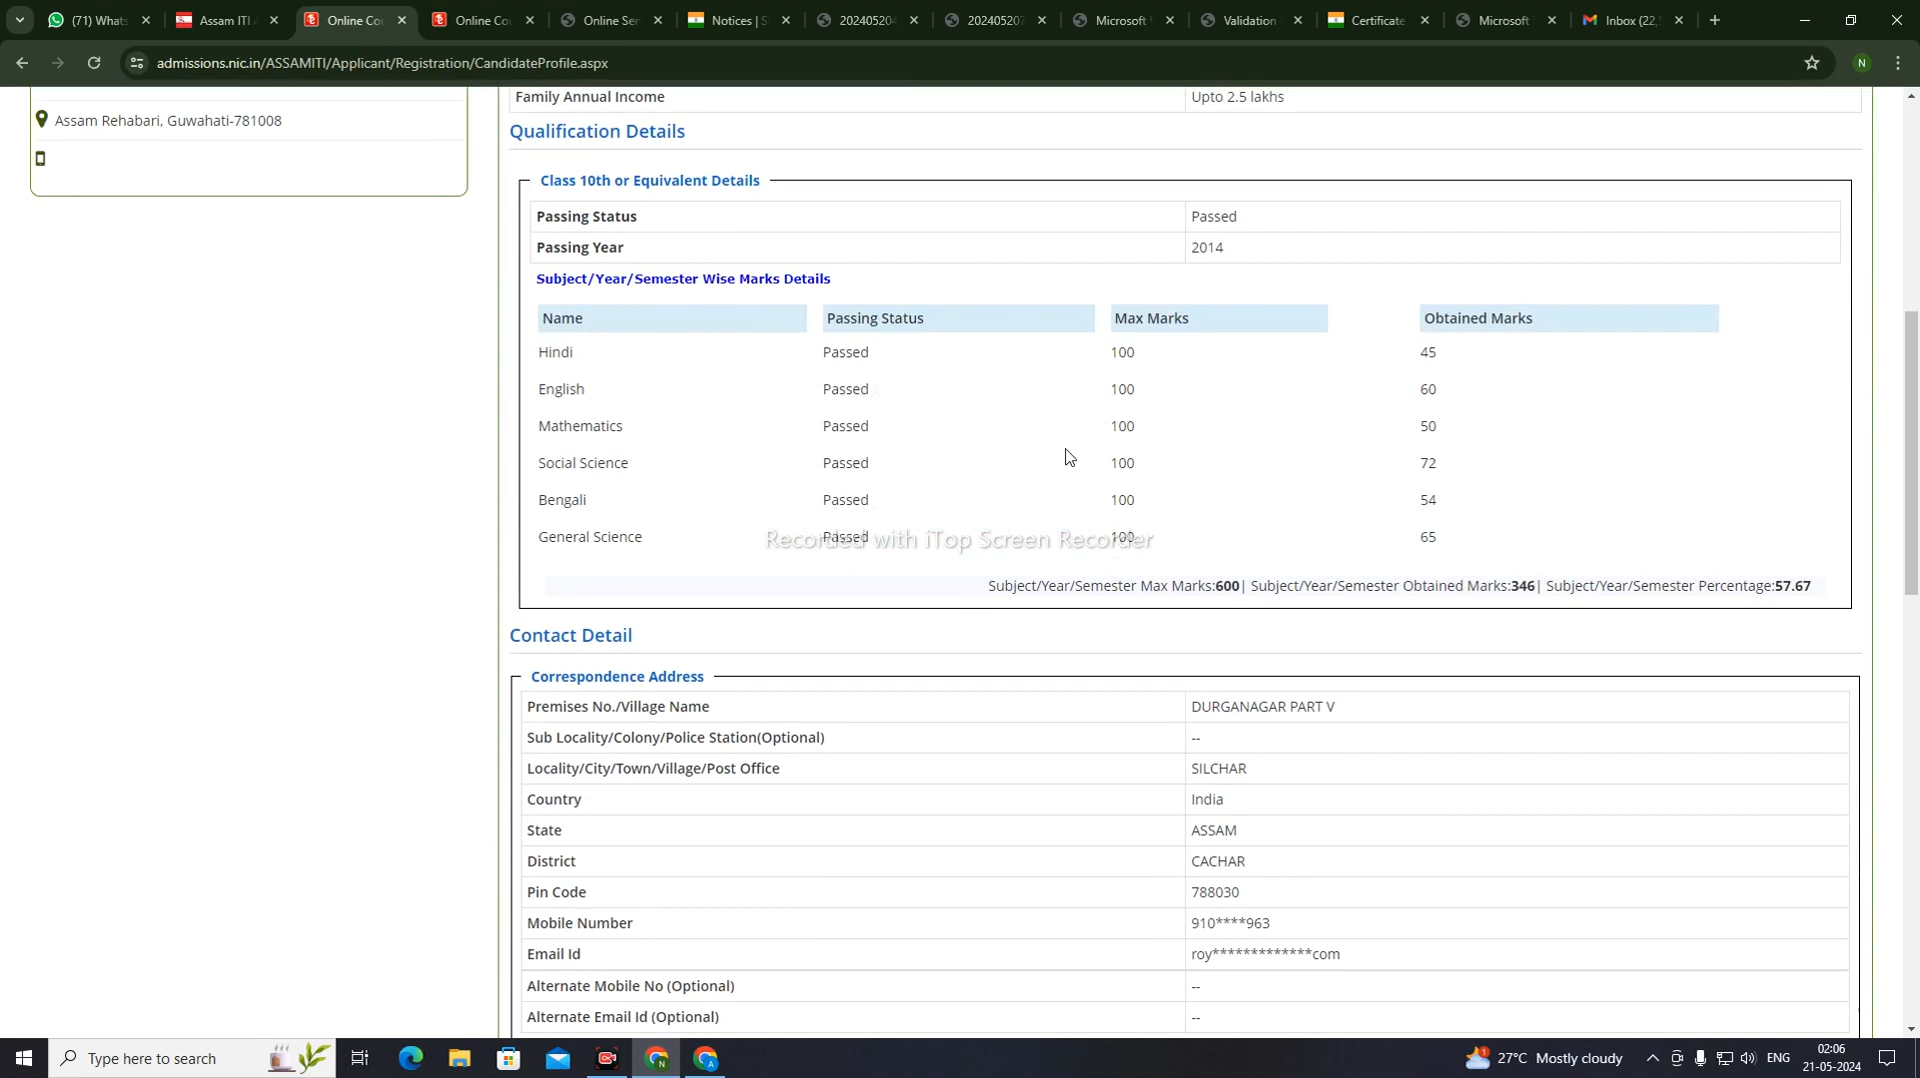 (71) Whats
Assam ITI A
Online Cou
Online Cou
Online Ser
Notices | S
20240520
20240520
Microsoft
Validation
Certificate
Microsoft
Inbox (22,
admissions.nic.in/ASSAMITI/Applicant/Registration/CandidateProfile.aspx
N
Assam Rehabari, Guwahati-781008
Family Annual Income Upto 2.5 lakhs
Qualification Details
Class 10th or Equivalent Details
Passing Status Passed
Passing Year 2014
Subject/Year/Semester Wise Marks Details
Name Passing Status Max Marks Obtained Marks
Hindi Passed 100 45
English Passed 100 60
Mathematics Passed 100 50
Social Science Passed 100 72
Bengali Passed 100 54
General Science Passed 100 65
Recorded with iTop Screen Recorder
Subject/Year/Semester Max Marks:600| Subject/Year/Semester Obtained Marks:346| Subject/Year/Semester Percentage:57.67
Contact Detail
Correspondence Address
Premises No./Village Name DURGANAGAR PART V
Sub Locality/Colony/Police Station(Optional) --
Locality/City/Town/Village/Post Office SILCHAR
Country India
State ASSAM
District CACHAR
Pin Code 788030
Mobile Number 910****963
Email Id roy*************com
Alternate Mobile No (Optional) --
Alternate Email Id (Optional) --
Type here to search
27°C Mostly cloudy
ENG
02:06
21-05-2024